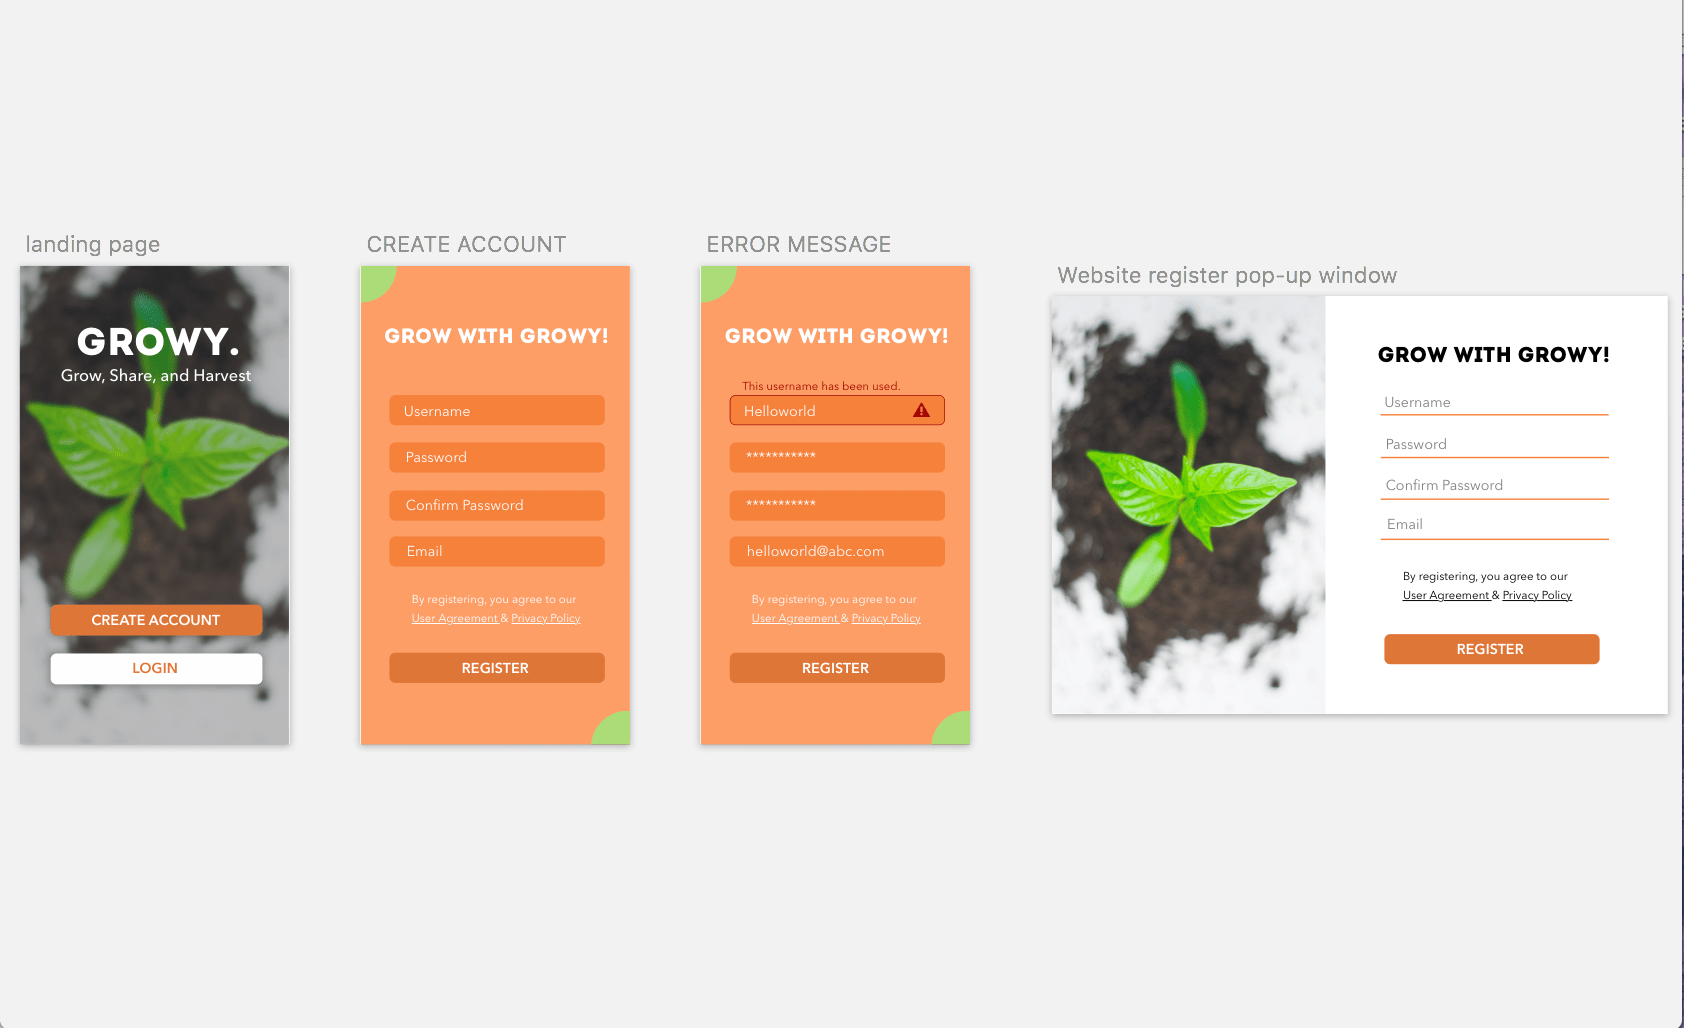 landing page
GROWY.
Grow, Share, and Harvest
CREATE ACCOUNT
LOGIN
CREATE ACCOUNT
GROW WITH GROWY!
Username
Password
Confirm Password
Email
By registering, you agree to our
User Agreement & Privacy Policy
REGISTER
ERROR MESSAGE
GROW WITH GROWY!
This username has been used.
Helloworld
***********
***********
helloworld@abc.com
By registering, you agree to our
User Agreement & Privacy Policy
REGISTER
Website register pop-up window
GROW WITH GROWY!
Username
Password
Confirm Password
Email
By registering, you agree to our
User Agreement & Privacy Policy
REGISTER